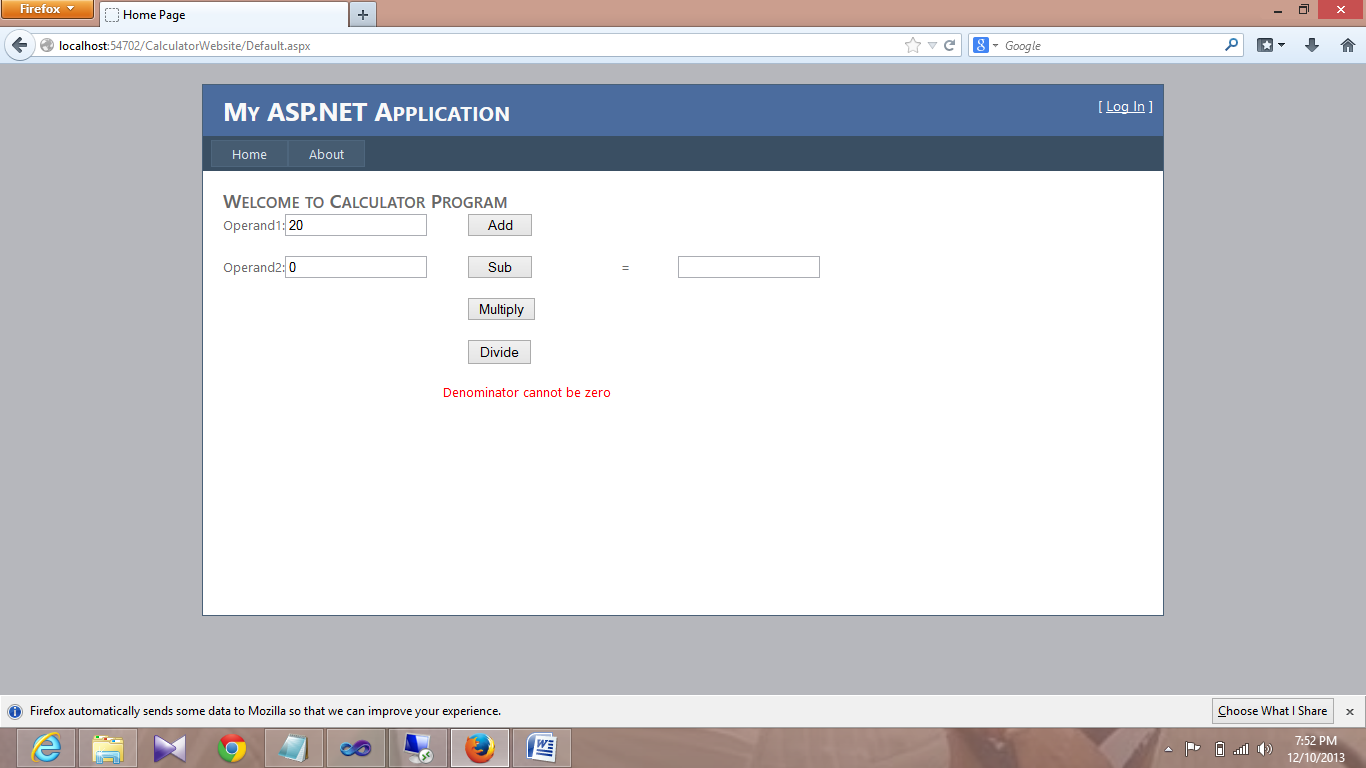 Firefox
Home Page
localhost:54702/CalculatorWebsite/Default.aspx
Google
My ASP.NET Application
[ Log In ]
Home About
Welcome to Calculator Program
Operand1: 20 Add
Operand2: 0 Sub =
Multiply
Divide
Denominator cannot be zero
Firefox automatically sends some data to Mozilla so that we can improve your experience. Choose What I Share
7:52 PM
12/10/2013